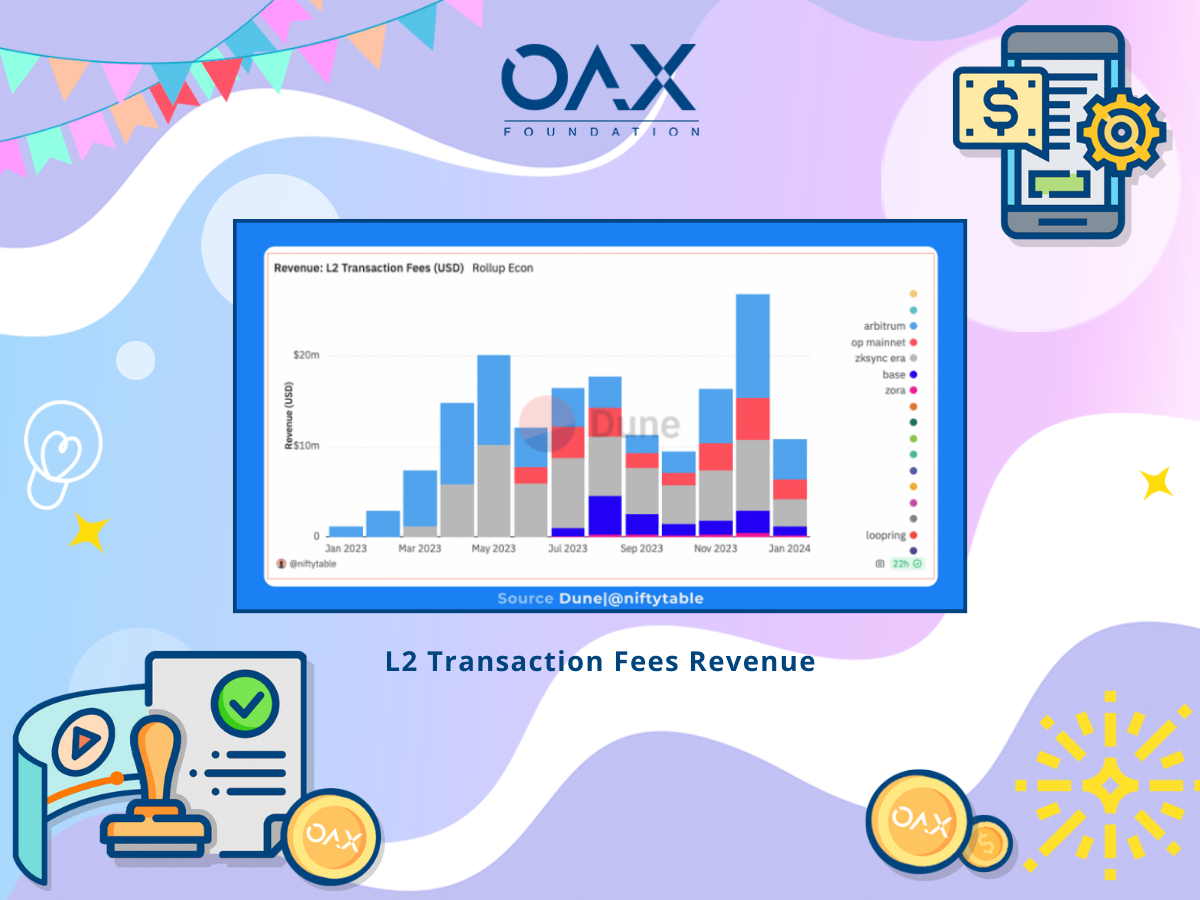 OAX
FOUNDATION
$
Revenue: L2 Transaction Fees (USD) Rollup Econ
arbitrum
op mainnet
zksync era
base
zora
loopring
Revenue (USD)
$20m
$10m
0
Dune
Jan 2023 Mar 2023 May 2023 Jul 2023 Sep 2023 Nov 2023 Jan 2024
@niftytable
22h
Source Dune|@niftytable
L2 Transaction Fees Revenue
OAX
OAX
$